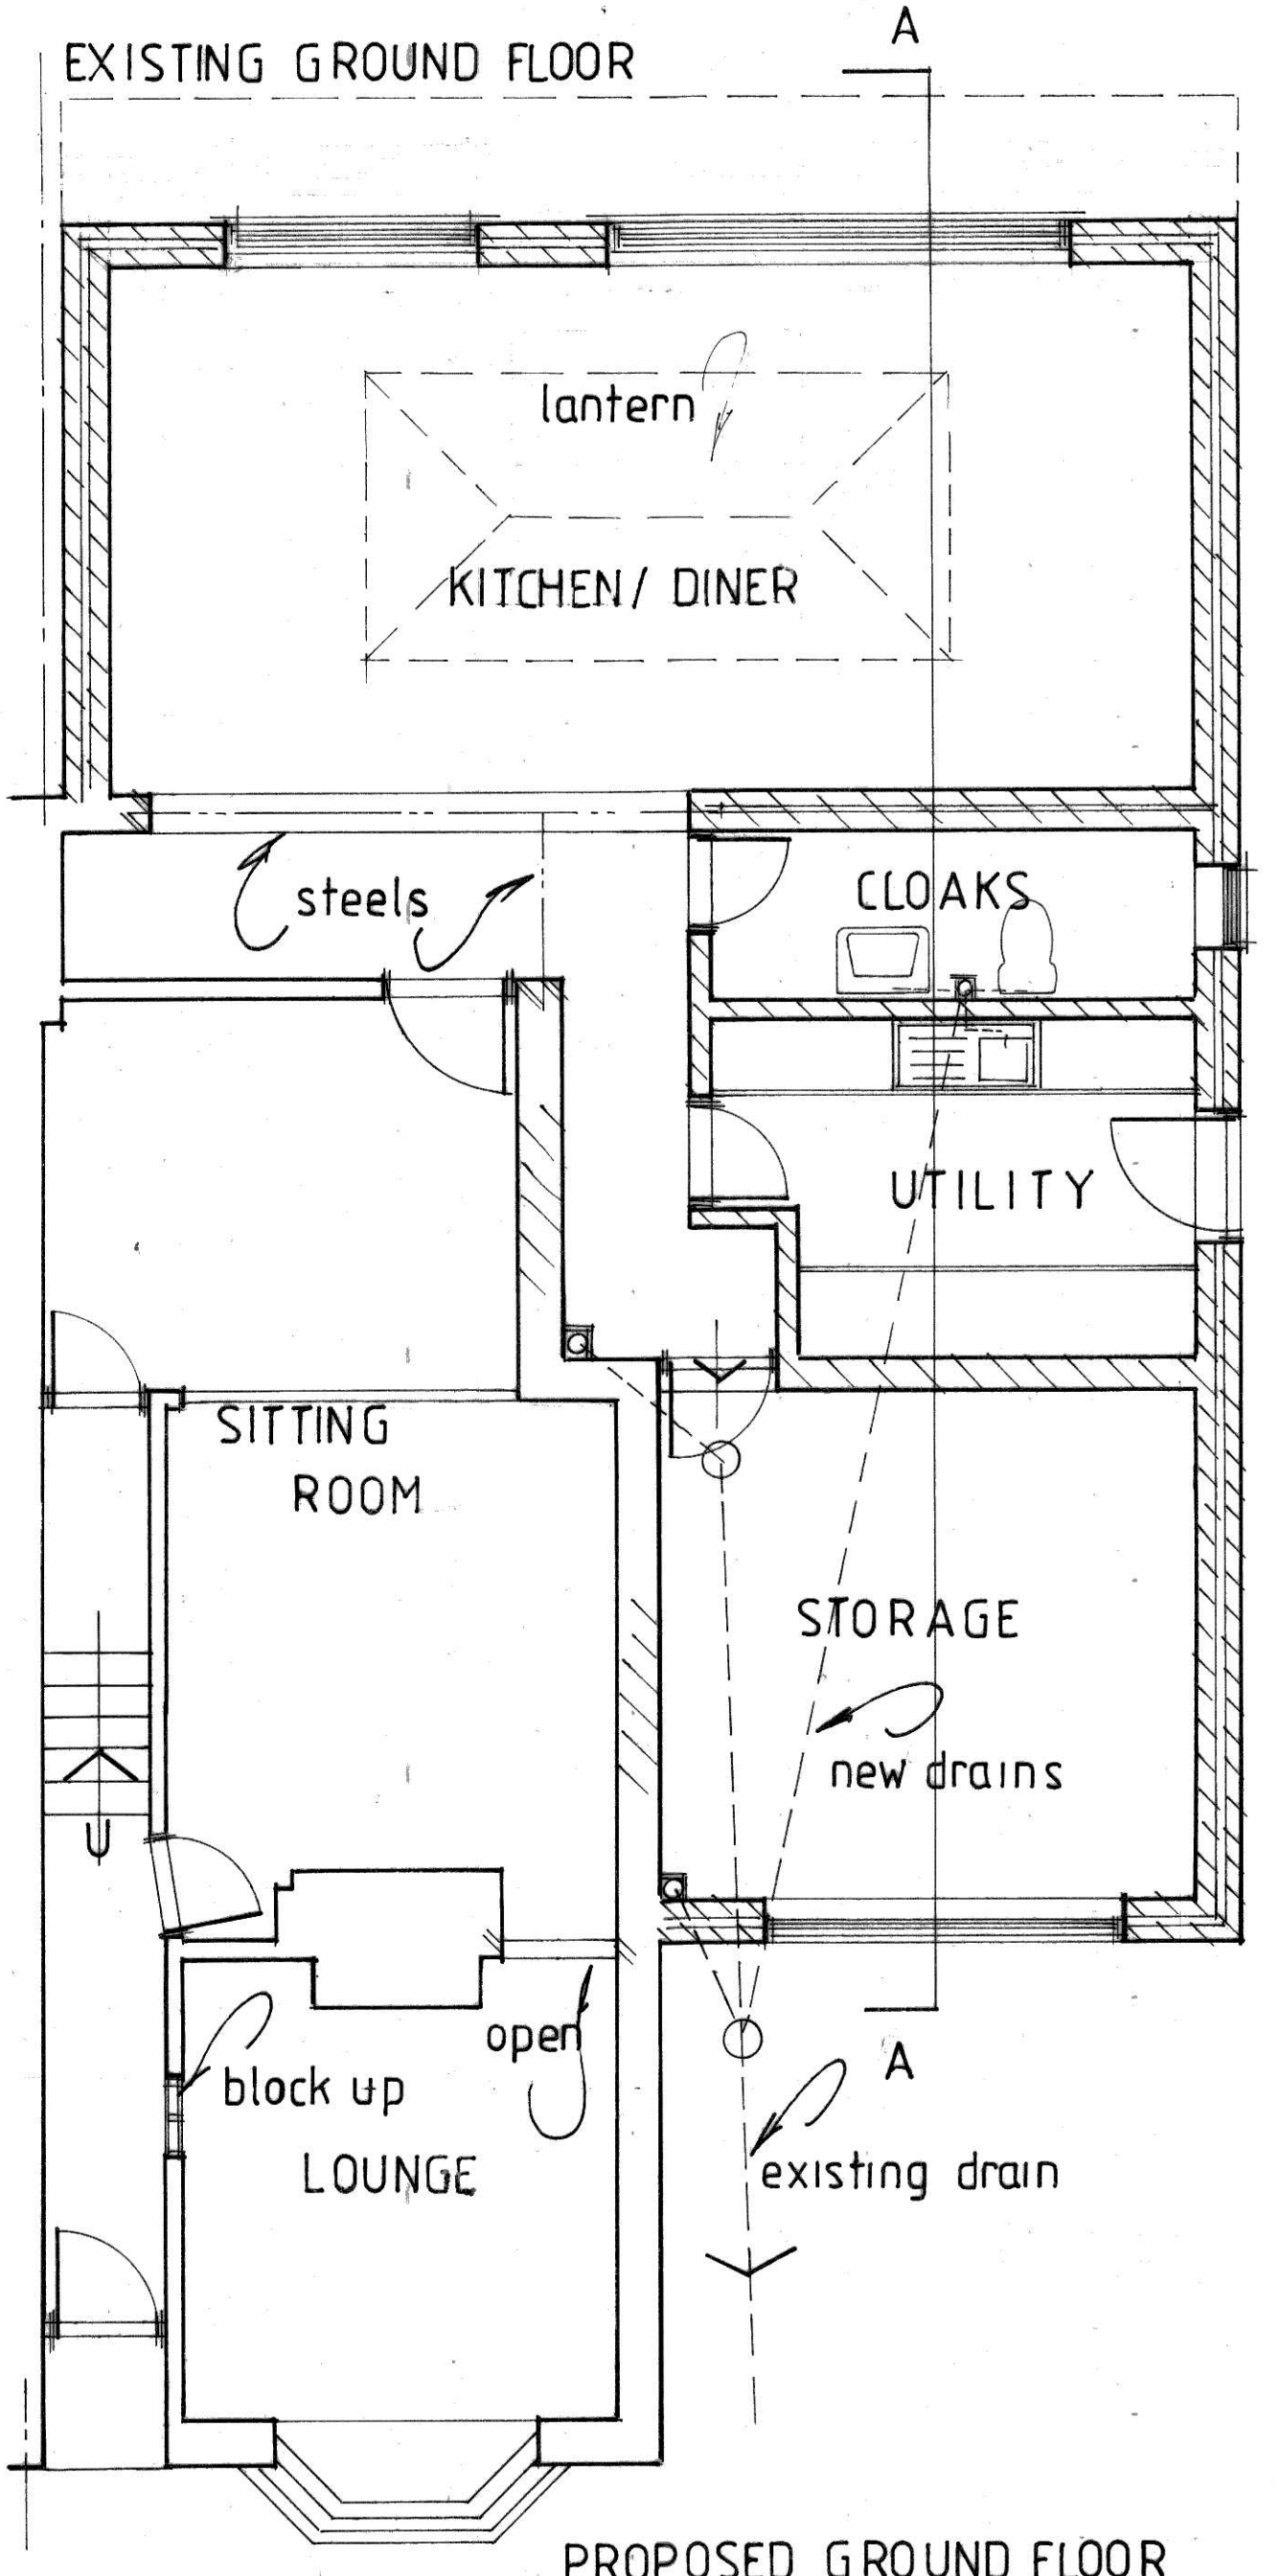 A
EXISTING GROUND FLOOR
lantern
KITCHEN/ DINER
CLOAKS
steels
UTILITY
SITTING
ROOM
STORAGE
new drains
U
open
A
block up
LOUNGE
existing drain
PROPOSED GROUND FLOOR